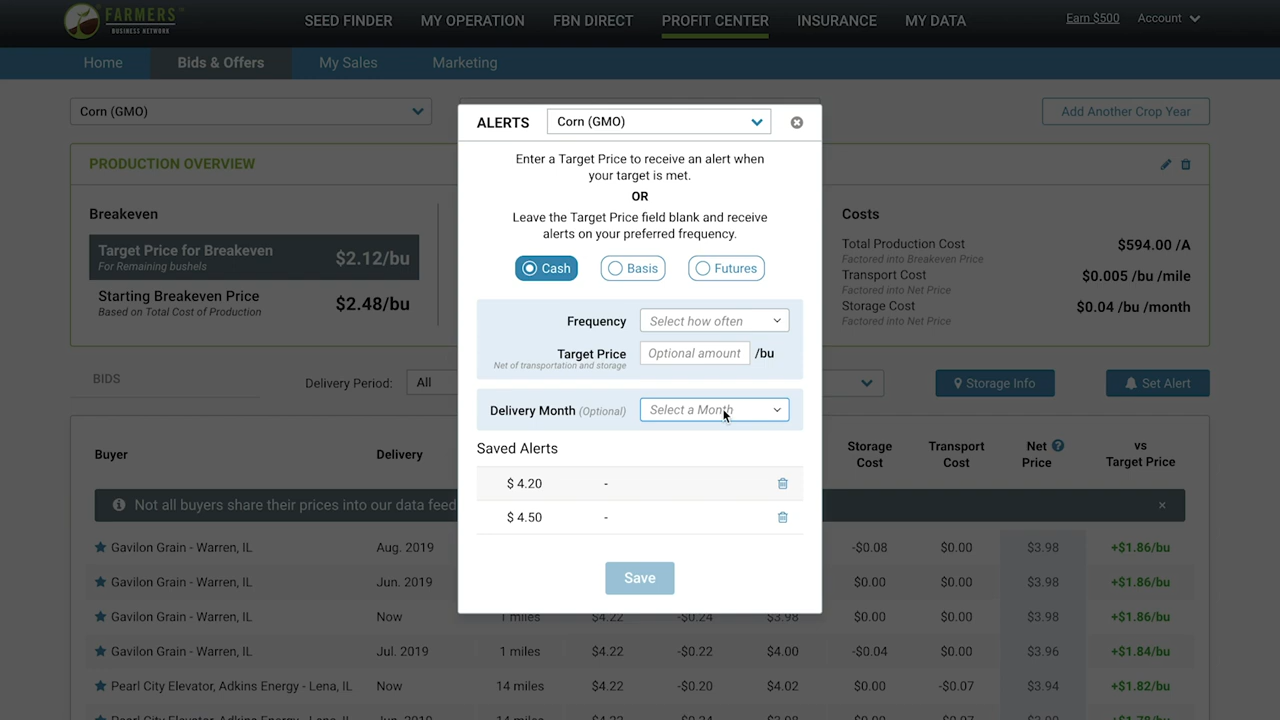 FARMERS
BUSINESS NETWORK
SEED FINDER
MY OPERATION
FBN DIRECT
PROFIT CENTER
INSURANCE
MY DATA
Earn $500
Account
Home
Bids & Offers
My Sales
Marketing
Corn (GMO)
Add Another Crop Year
PRODUCTION OVERVIEW
Breakeven
Target Price for Breakeven
For Remaining bushels
$2.12/bu
Starting Breakeven Price
Based on Total Cost of Production
$2.48/bu
Costs
Total Production Cost
Factored into Breakeven Price
$594.00 /A
Transport Cost
Factored into Net Price
$0.005 /bu /mile
Storage Cost
Factored into Net Price
$0.04 /bu /month
ALERTS
Corn (GMO)
Enter a Target Price to receive an alert when
your target is met.
OR
Leave the Target Price field blank and receive
alerts on your preferred frequency.
Cash
Basis
Futures
Frequency
Select how often
Target Price
Net of transportation and storage
Optional amount
/bu
Delivery Month (Optional)
Select a Month
Saved Alerts
$ 4.20 -
$ 4.50 -
Save
BIDS
Delivery Period:
All
Storage Info
Set Alert
Buyer
Delivery
Storage
Cost
Transport
Cost
Net
Price
?
vs
Target Price
Not all buyers share their prices into our data feed
Gavilon Grain - Warren, IL Aug. 2019 -$0.08 $0.00 $3.98 +$1.86/bu
Gavilon Grain - Warren, IL Jun. 2019 $0.00 $0.00 $3.98 +$1.86/bu
Gavilon Grain - Warren, IL Now 1 miles $4.22 -$0.24 $3.98 $0.00 $0.00 $3.98 +$1.86/bu
Gavilon Grain - Warren, IL Jul. 2019 1 miles $4.22 -$0.22 $4.00 -$0.04 $0.00 $3.96 +$1.84/bu
Pearl City Elevator, Adkins Energy - Lena, IL Now 14 miles $4.22 -$0.20 $4.02 $0.00 -$0.07 $3.94 +$1.82/bu